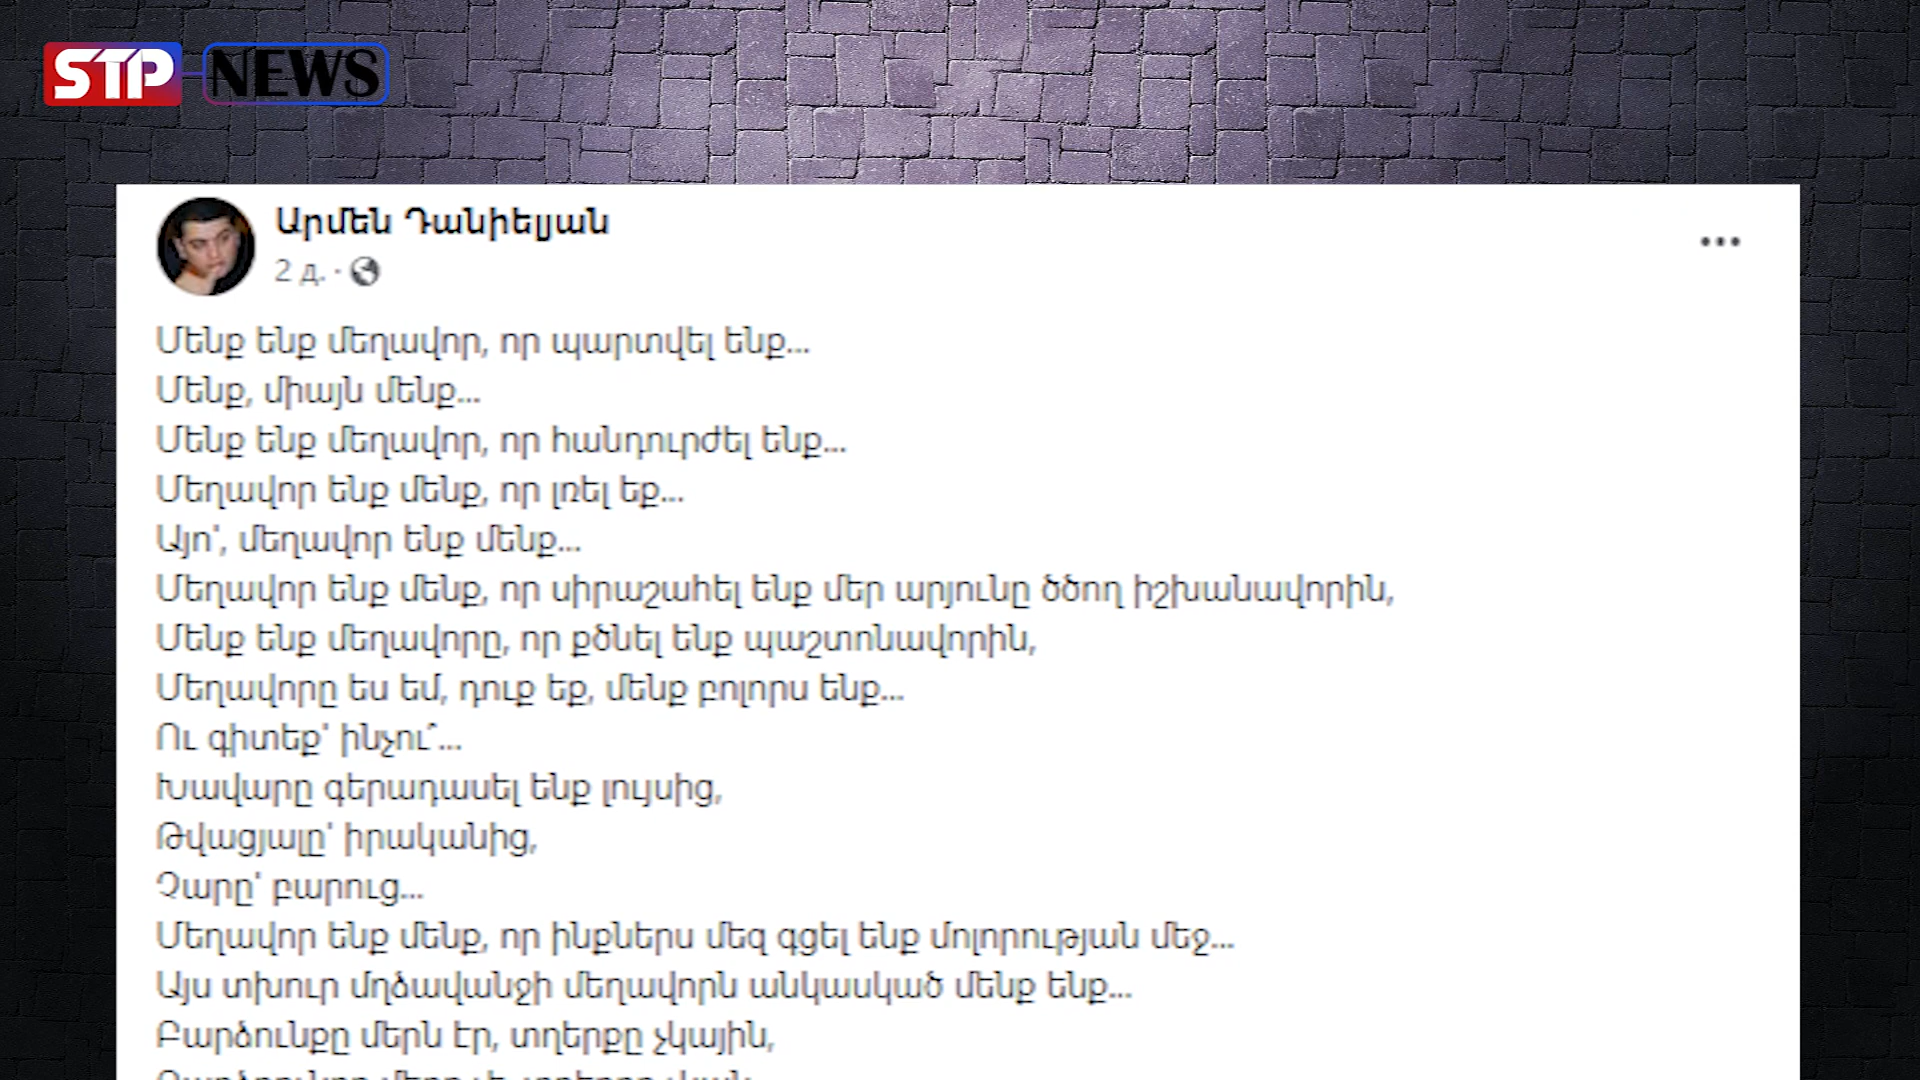 STP NEWS
Արմեն Դանիելյան
2 д. ·
Մենք ենք մեղավոր, որ պարտվել ենք...
Մենք, միայն մենք...
Մենք ենք մեղավոր, որ հանդուրժել ենք...
Մեղավոր ենք մենք, որ լռել եք...
Այո', մեղավոր ենք մենք...
Մեղավոր ենք մենք, որ սիրաշահել ենք մեր արյունը ծծող իշխանավորին,
Մենք ենք մեղավորը, որ քծնել ենք պաշտոնավորին,
Մեղավորը ես եմ, դուք եք, մենք բոլորս ենք...
Ու գիտեք' ինչու՞...
Խավարը գերադասել ենք լույսից,
Թվացյալը' իրականից,
Չարը' բարուց...
Մեղավոր ենք մենք, որ ինքներս մեզ գցել ենք մոլորության մեջ...
Այս տխուր մղձավանջի մեղավորն անկասկած մենք ենք...
Բարձունքը մերն էր, տղերքը չկային,